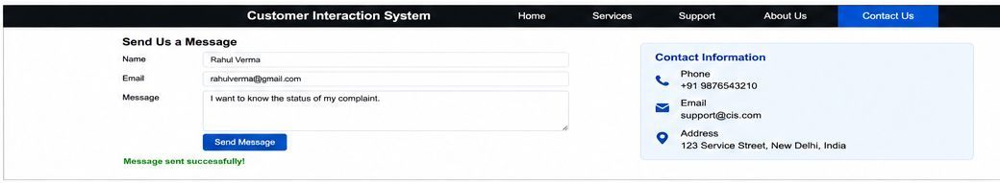 Customer Interaction System Home Services Support About Us Contact Us
Send Us a Message
Name Rahul Verma
Email rahulverma@gmail.com
Message I want to know the status of my complaint.
Send Message
Message sent successfully!
Contact Information
Phone
+91 9876543210
Email
support@cis.com
Address
123 Service Street, New Delhi, India